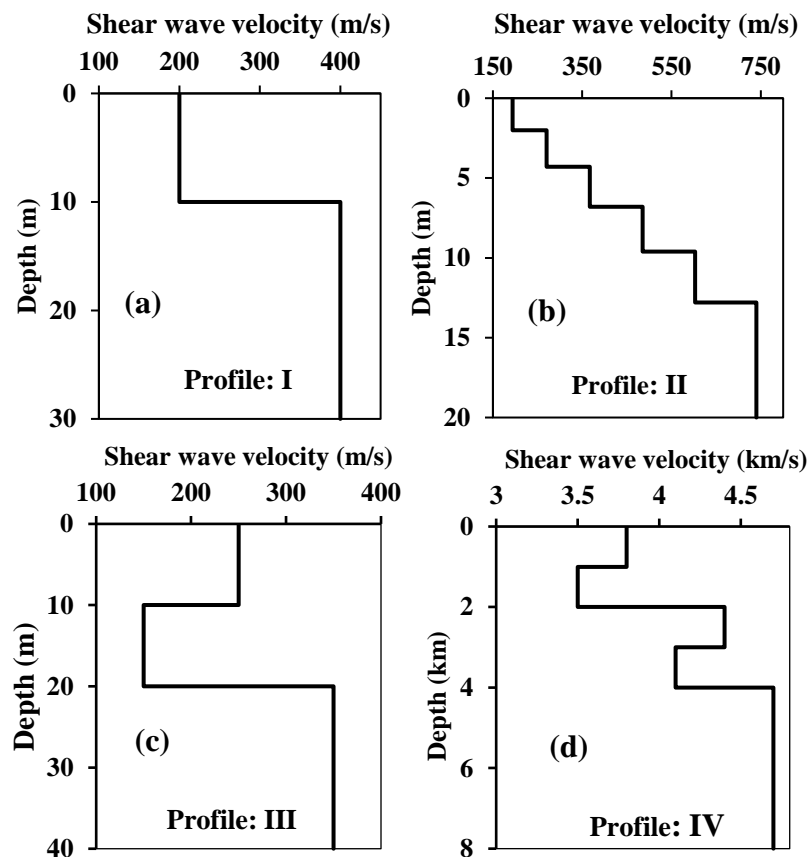 Shear wave velocity (m/s)
100 200 300 400
0
10
20
30
Depth (m)
(a)
Profile: I
Shear wave velocity (m/s)
150 350 550 750
0
5
10
15
20
Depth (m)
(b)
Profile: II
Shear wave velocity (m/s)
100 200 300 400
0
10
20
30
40
Depth (m)
(c)
Profile: III
Shear wave velocity (km/s)
3 3.5 4 4.5
0
2
4
6
8
Depth (km)
(d)
Profile: IV